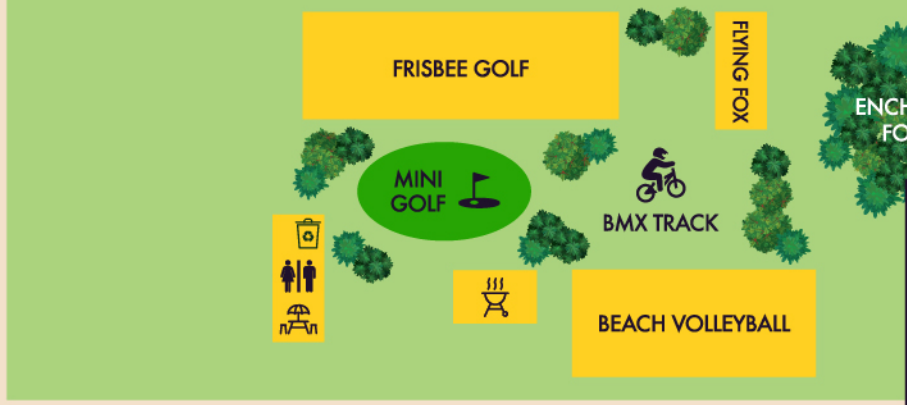 FRISBEE GOLF
FLYING FOX
MINI
GOLF
BMX TRACK
BEACH VOLLEYBALL